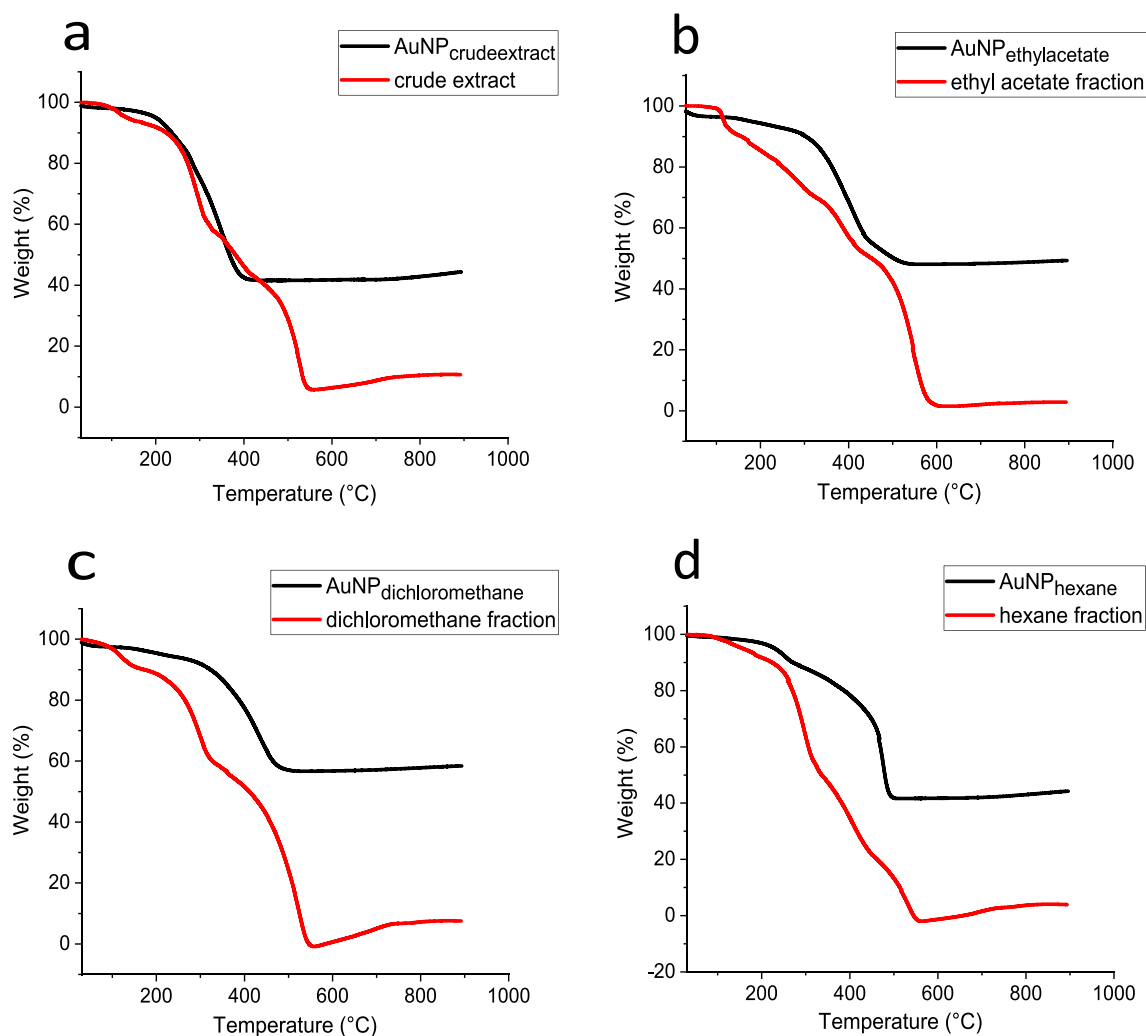 a
AuNPcrudeextract
crude extract
100
80
60
40
20
0
Weight (%)
200 400 600 800 1000
Temperature (°C)
b
AuNPethylacetate
ethyl acetate fraction
100
80
60
40
20
0
Weight (%)
200 400 600 800 1000
Temperature (°C)
c
AuNPdichloromethane
dichloromethane fraction
100
80
60
40
20
0
Weight (%)
200 400 600 800 1000
Temperature (°C)
d
AuNPhexane
hexane fraction
100
80
60
40
20
0
-20
Weight (%)
200 400 600 800 1000
Temperature (°C)